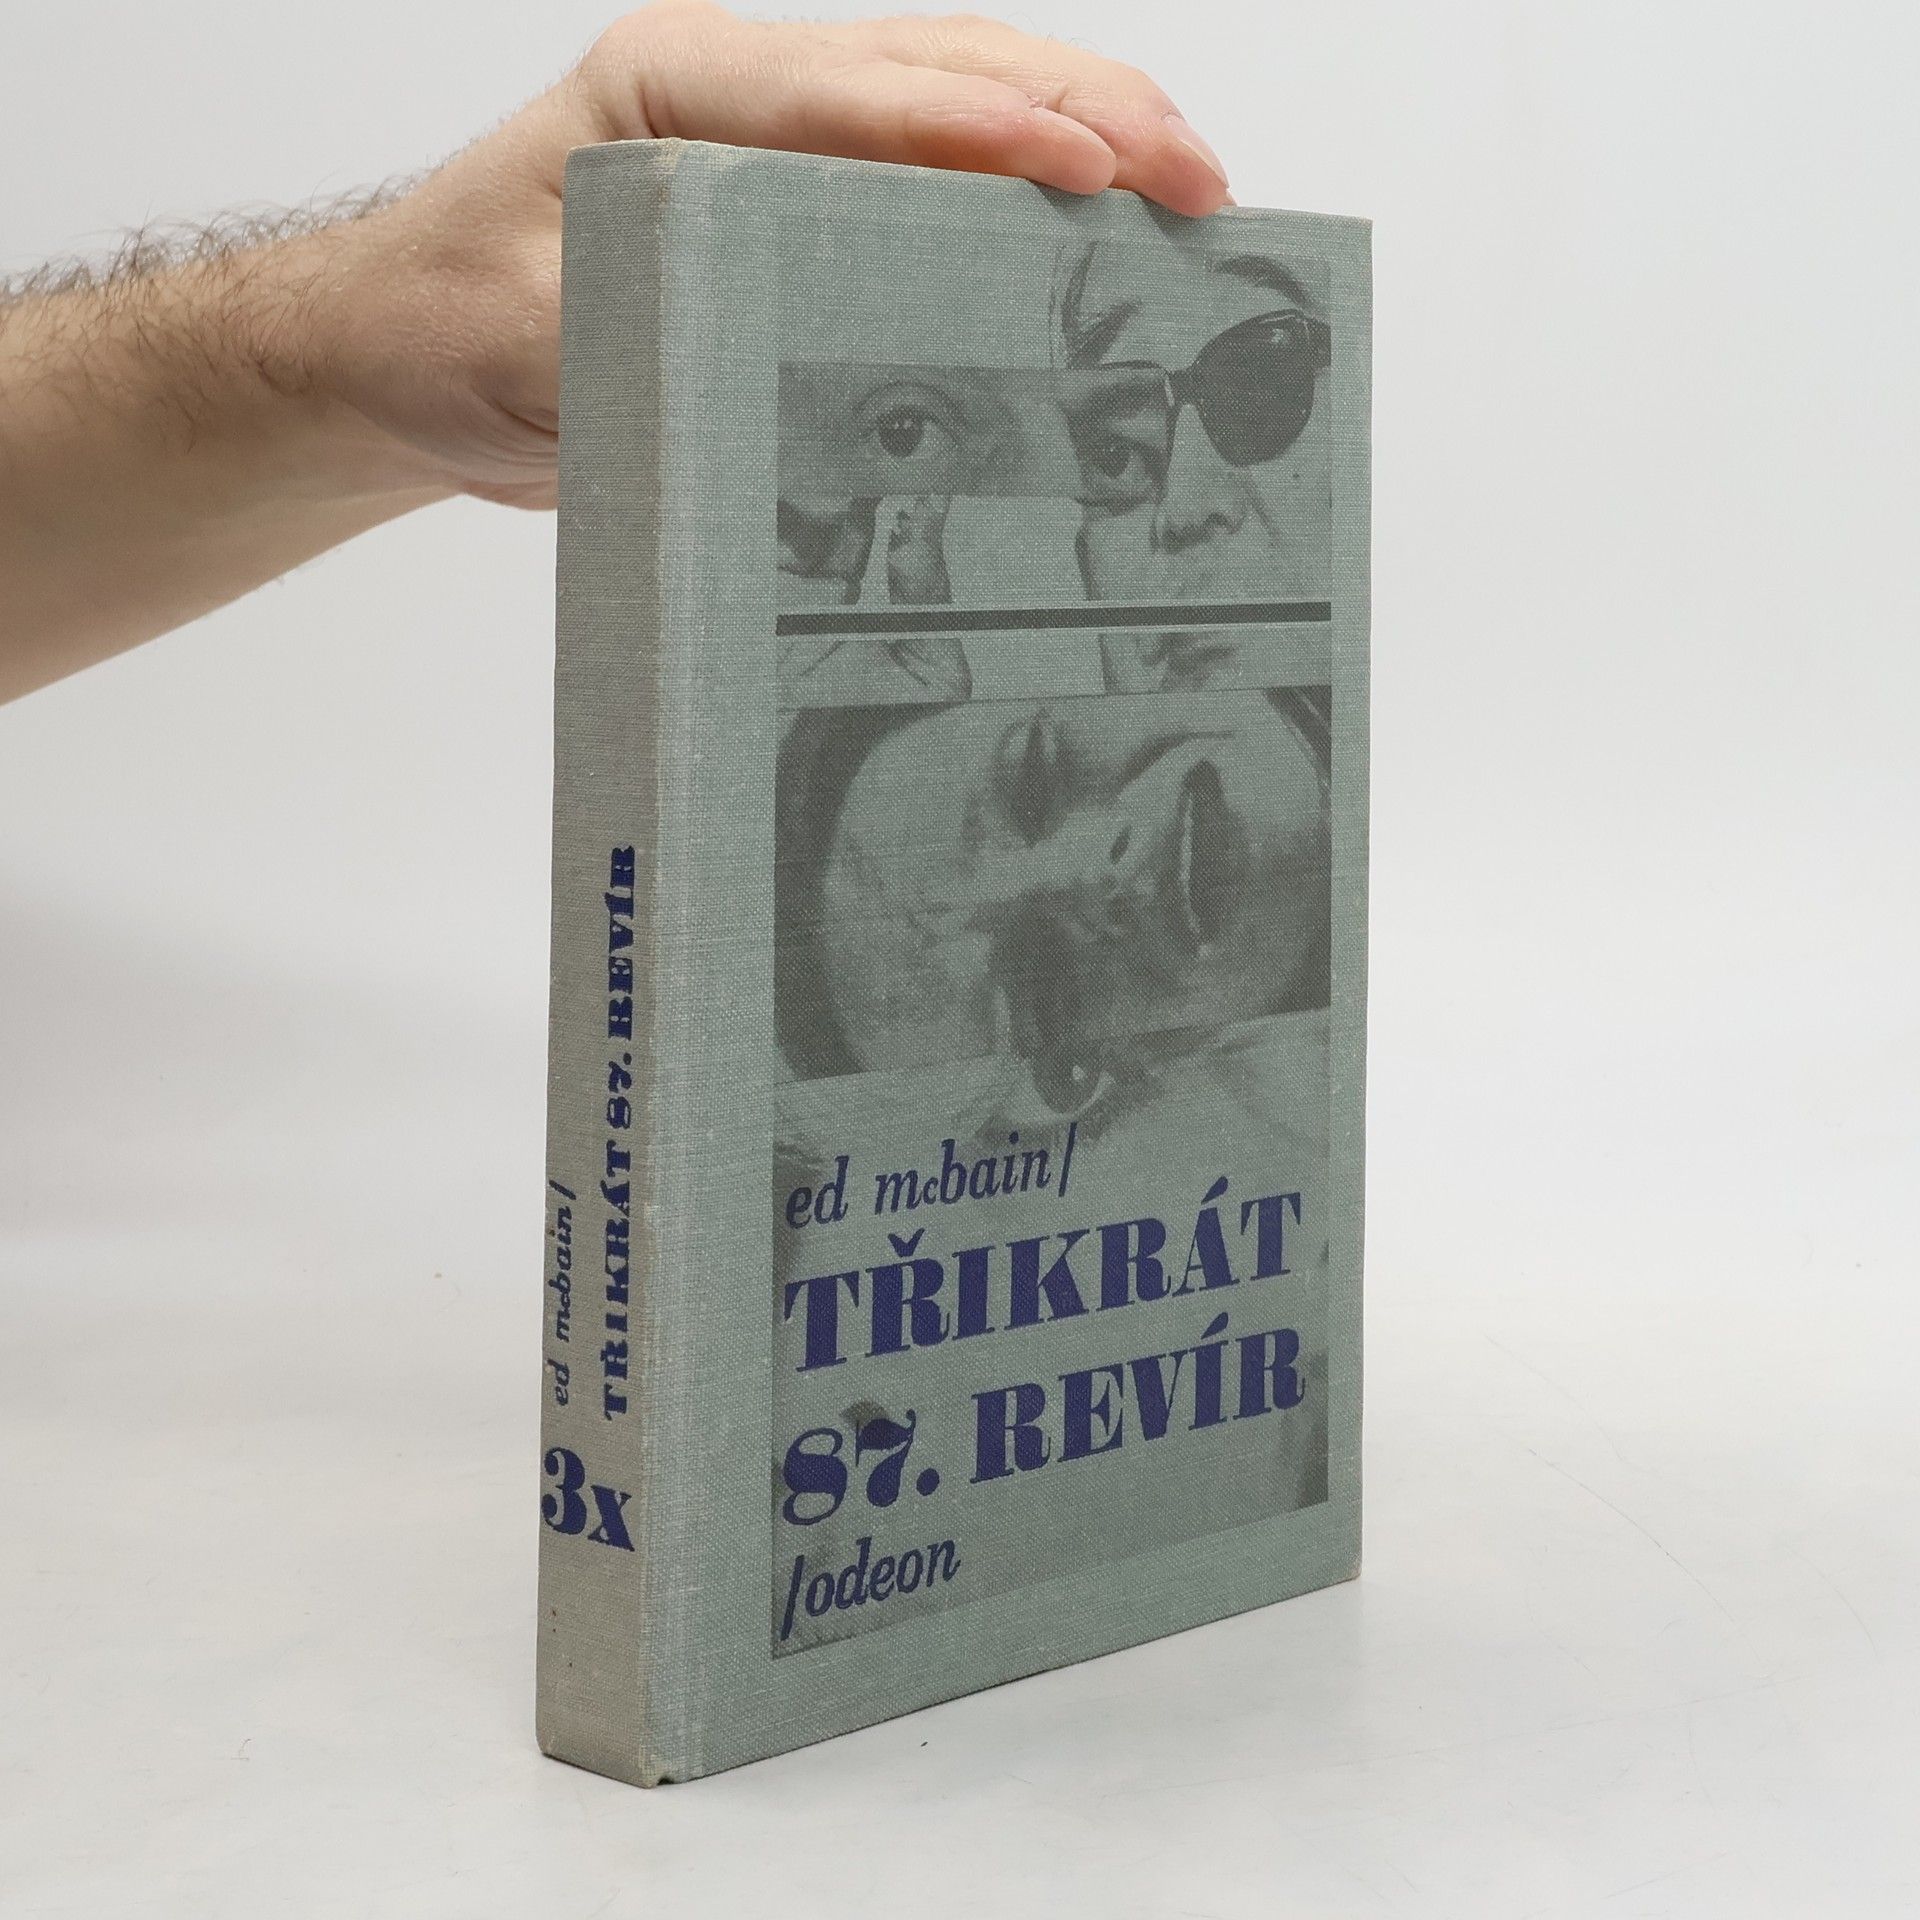 ed mcbain/
TŘIKRÁT 87. REVÍR
3x
ed mcbain/
TŘIKRÁT
87. REVÍR
/odeon